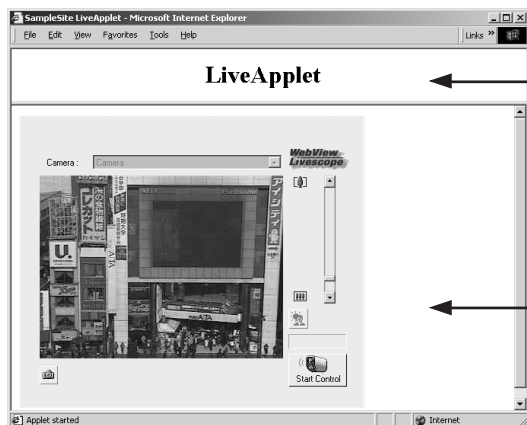 SampleSite LiveApplet - Microsoft Internet Explorer
File Edit View Favorites Tools Help
Links »
LiveApplet
WebView
Livescope
Camera : Camera
U.
ALTA
Start Control
Applet started
Internet